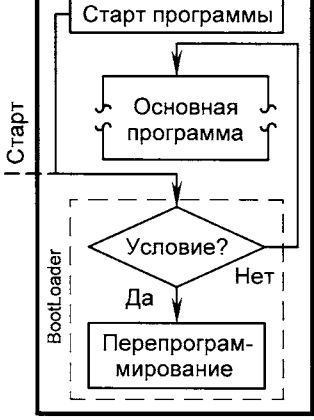 Старт программы
Основная
программа
Старт
Условие?
Нет
Да
BootLoader
Перепрограм-
мирование